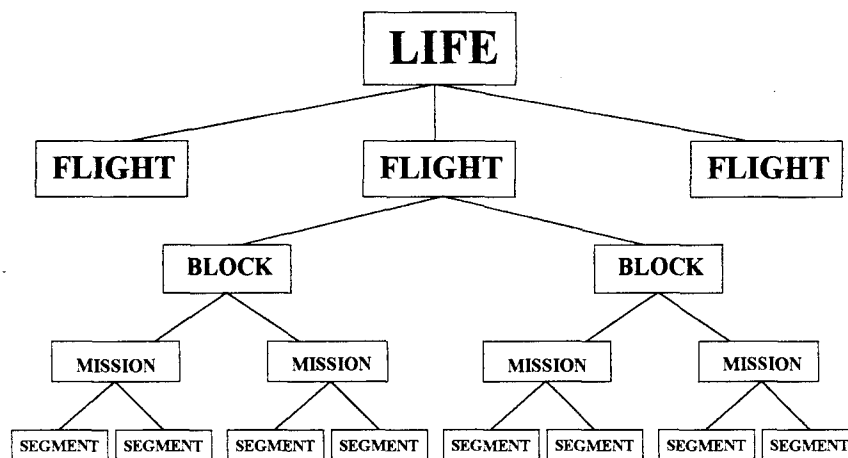 LIFE
FLIGHT FLIGHT FLIGHT
BLOCK BLOCK
MISSION MISSION MISSION MISSION
SEGMENT SEGMENT SEGMENT SEGMENT SEGMENT SEGMENT SEGMENT SEGMENT